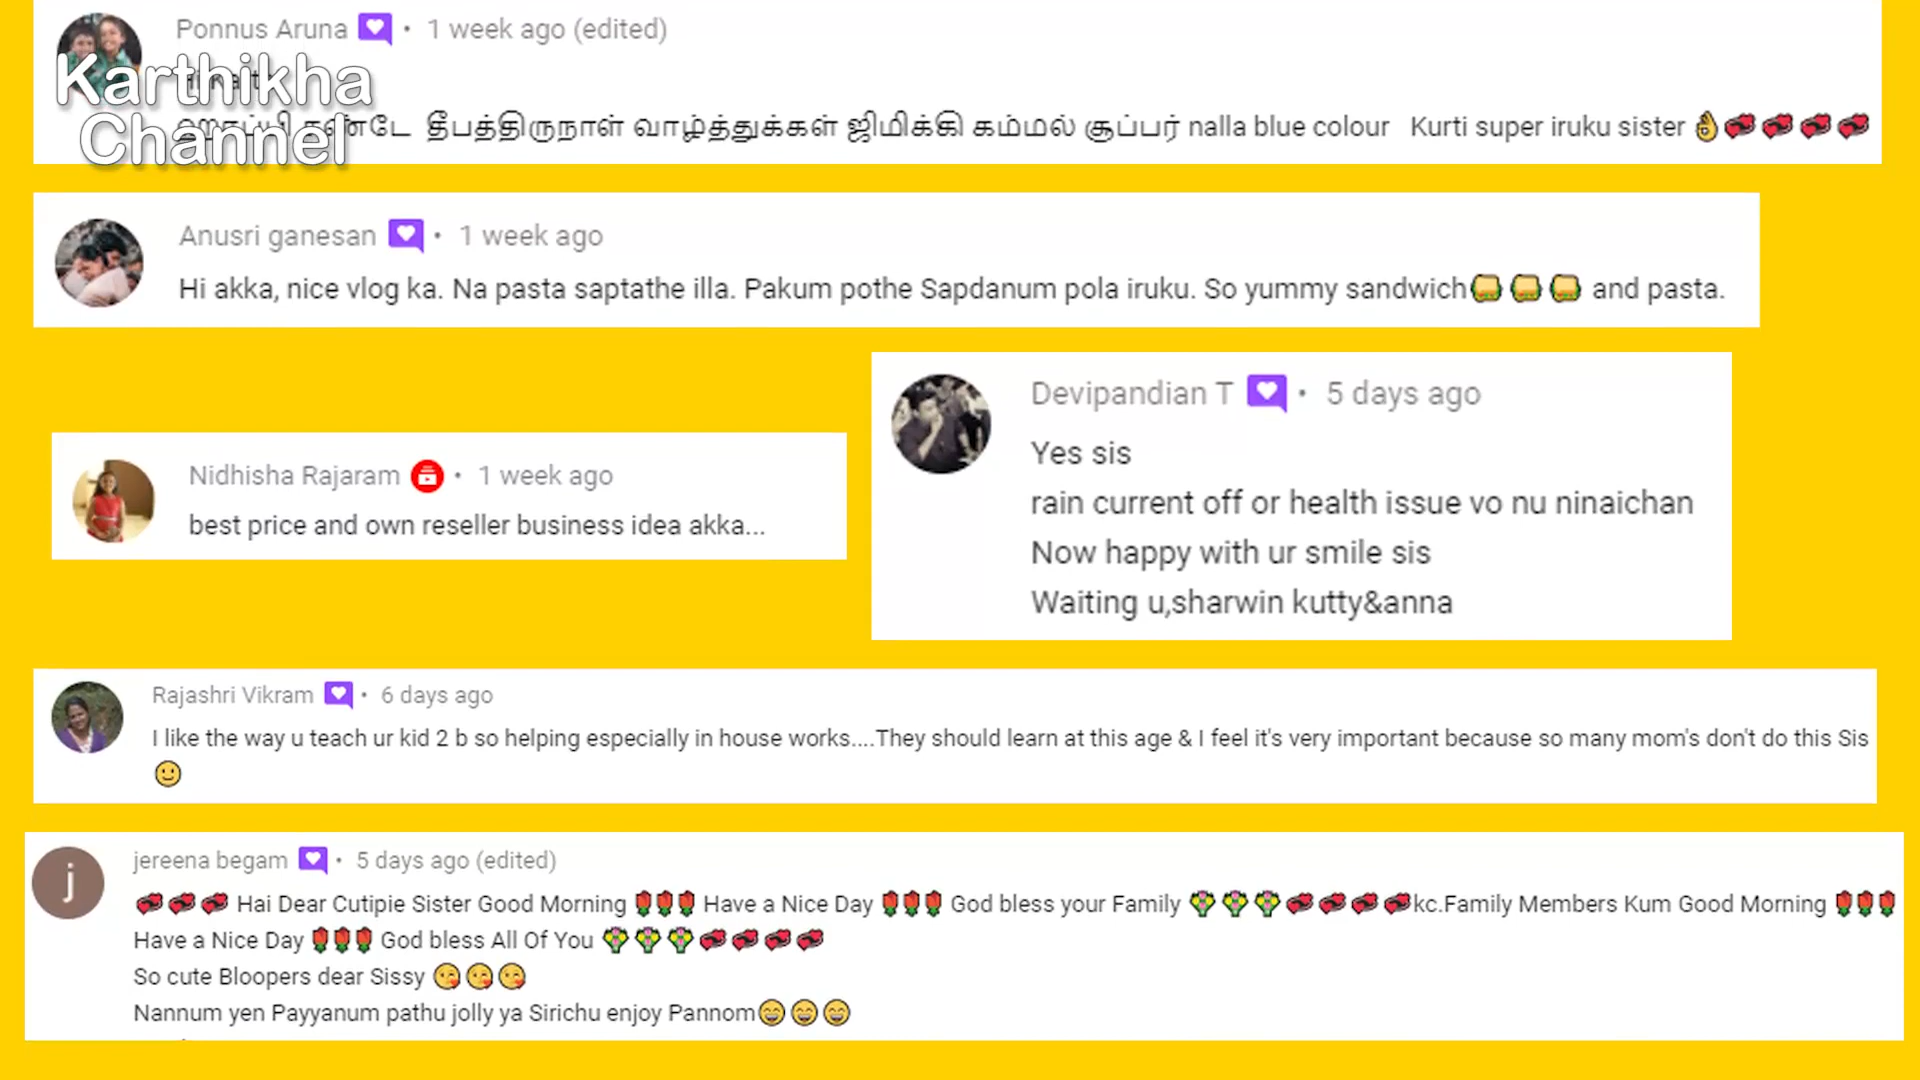 Ponnus Aruna • 1 week ago (edited)
Karthikha
Channel
தீபத்திருநாள் வாழ்த்துக்கள் ஜிமிக்கி கம்மல் சூப்பர் nalla blue colour Kurti super iruku sister 👌💞💞💞💞
Anusri ganesan • 1 week ago
Hi akka, nice vlog ka. Na pasta saptathe illa. Pakum pothe Sapdanum pola iruku. So yummy sandwich🥪🥪🥪 and pasta.
Devipandian T • 5 days ago
Yes sis
rain current off or health issue vo nu ninaichan
Now happy with ur smile sis
Waiting u,sharwin kutty&anna
Nidhisha Rajaram • 1 week ago
best price and own reseller business idea akka...
Rajashri Vikram • 6 days ago
I like the way u teach ur kid 2 b so helping especially in house works....They should learn at this age & I feel it's very important because so many mom's don't do this Sis
🙂
j
jereena begam • 5 days ago (edited)
💞💞💞 Hai Dear Cutipie Sister Good Morning 🌹🌹🌹 Have a Nice Day 🌹🌹🌹 God bless your Family 💐💐💐💞💞💞💞kc.Family Members Kum Good Morning 🌹🌹🌹
Have a Nice Day 🌹🌹🌹 God bless All Of You 💐💐💐💞💞💞💞
So cute Bloopers dear Sissy 😘😘😘
Nannum yen Payyanum pathu jolly ya Sirichu enjoy Pannom😄😄😄